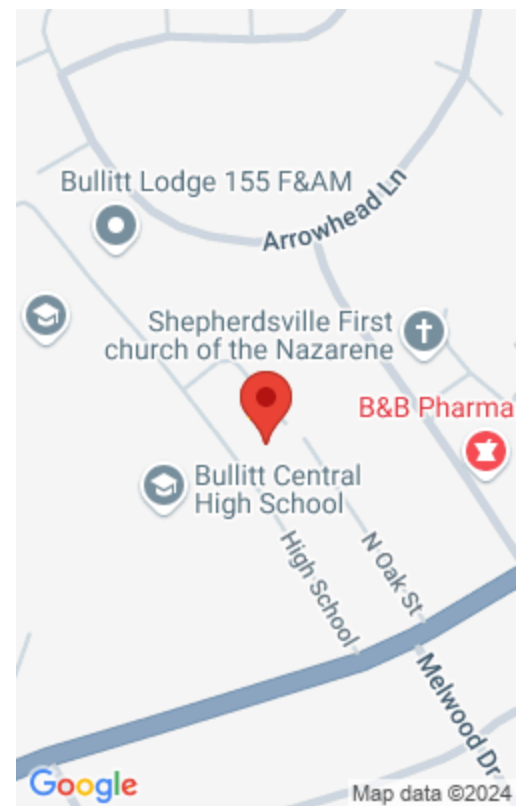 Bullitt Lodge 155 F&AM
Arrowhead Ln
Shepherdsville First
church of the Nazarene
B&B Pharma
Bullitt Central
High School
High School
N Oak St
Melwood Dr
Google
Map data ©2024